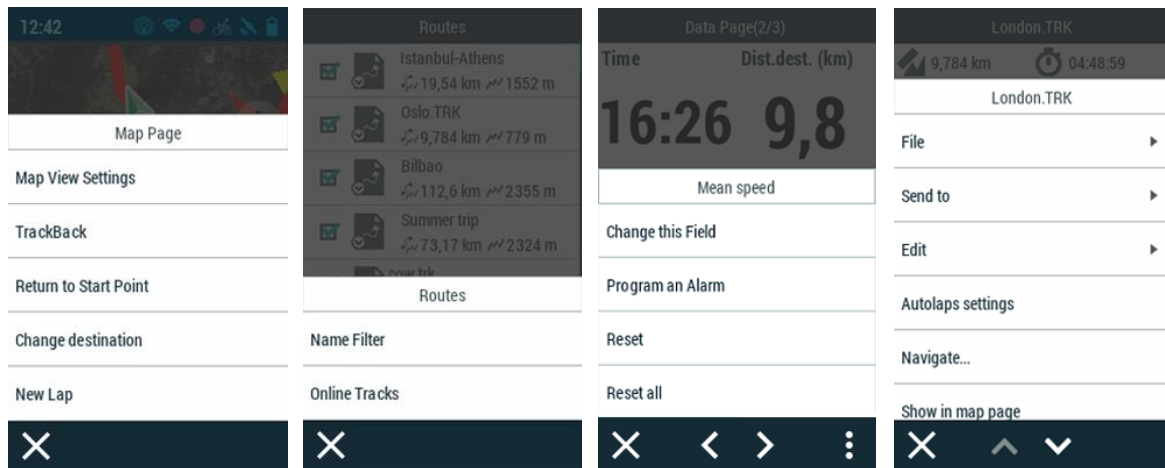 12:42
Map Page
Map View Settings
TrackBack
Return to Start Point
Change destination
New Lap
Routes
Istanbul-Athens
19,54 km 1552 m
Oslo.TRK
9,784 km 779 m
Bilbao
112,6 km 2355 m
Summer trip
73,17 km 2324 m
cow.trk
Routes
Name Filter
Online Tracks
Data Page(2/3)
Time Dist.dest. (km)
16:26 9,8
Mean speed
Change this Field
Program an Alarm
Reset
Reset all
London.TRK
9,784 km 04:48:59
London.TRK
File
Send to
Edit
Autolaps settings
Navigate...
Show in map page